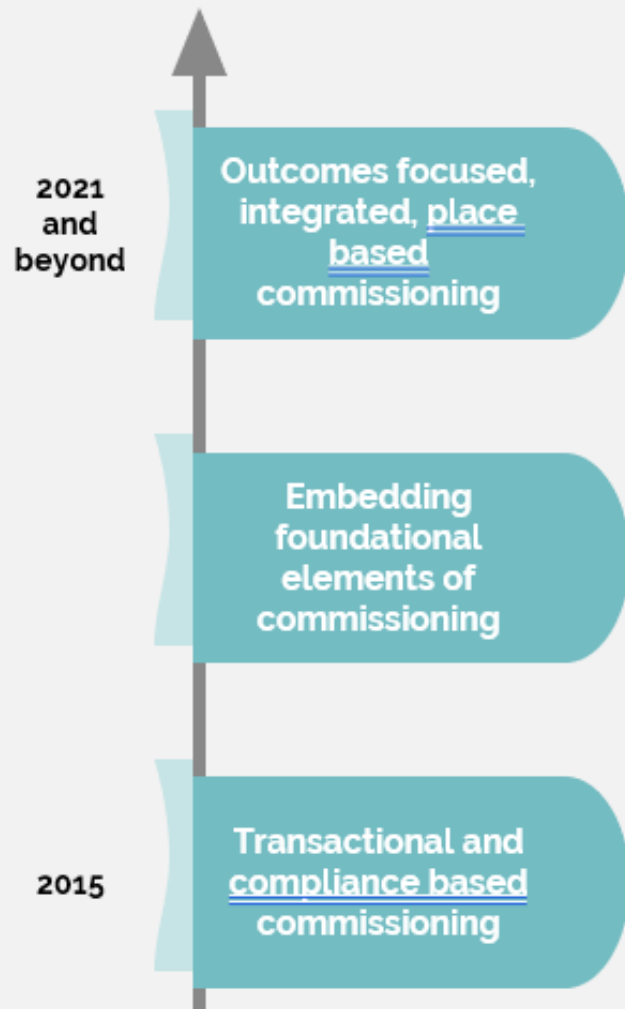 2021
and
beyond
Outcomes focused,
integrated, place
based
commissioning
Embedding
foundational
elements of
commissioning
2015
Transactional and
compliance based
commissioning